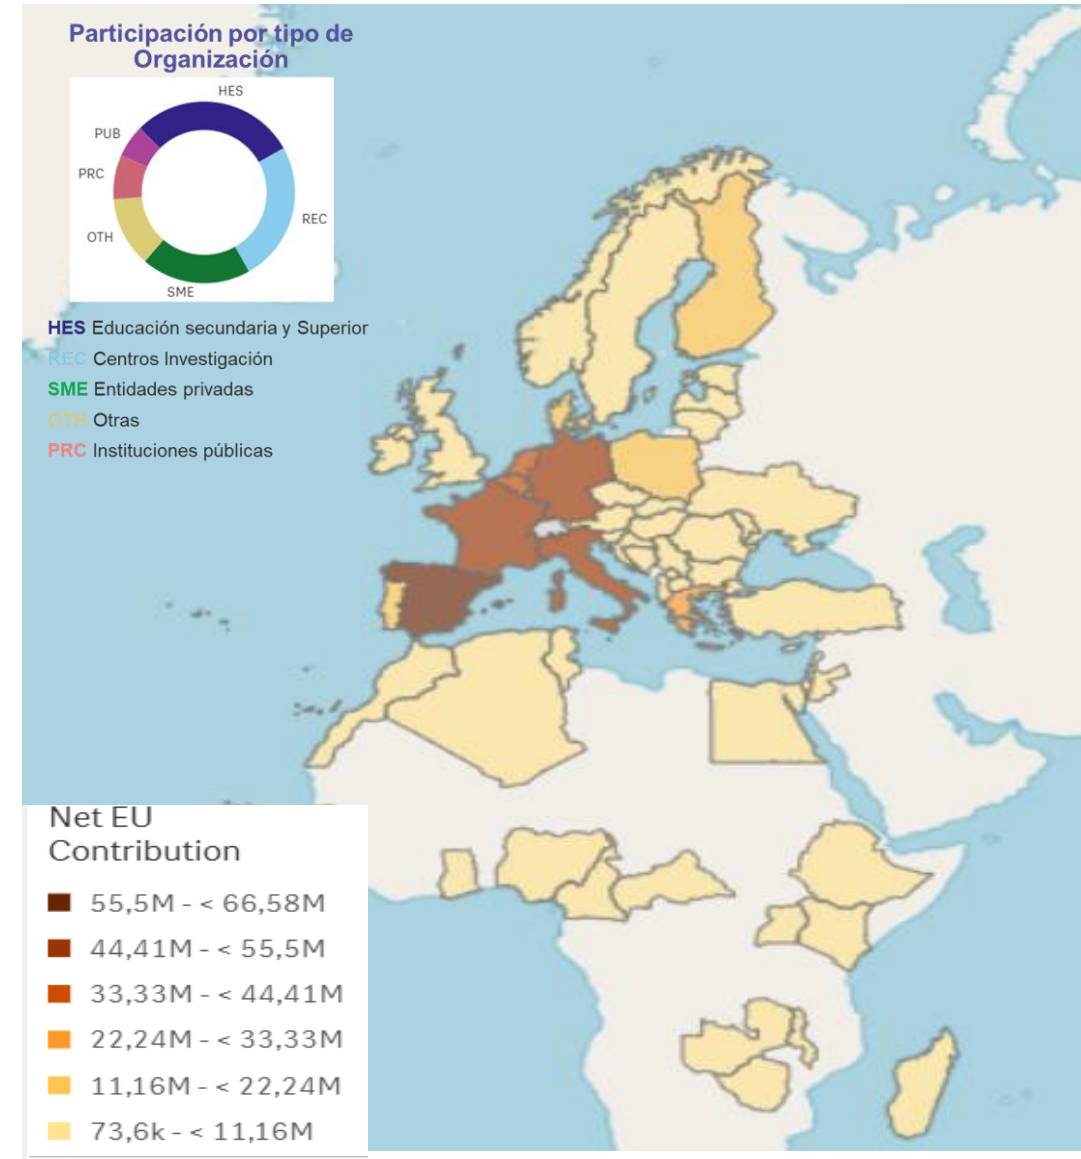 Participación por tipo de
Organización
HES
PUB
PRC
REC
OTH
SME
HES Educación secundaria y Superior
REC Centros Investigación
SME Entidades privadas
OTH Otras
PRC Instituciones públicas
Net EU
Contribution
55,5M - < 66,58M
44,41M - < 55,5M
33,33M - < 44,41M
22,24M - < 33,33M
11,16M - < 22,24M
73,6k - < 11,16M